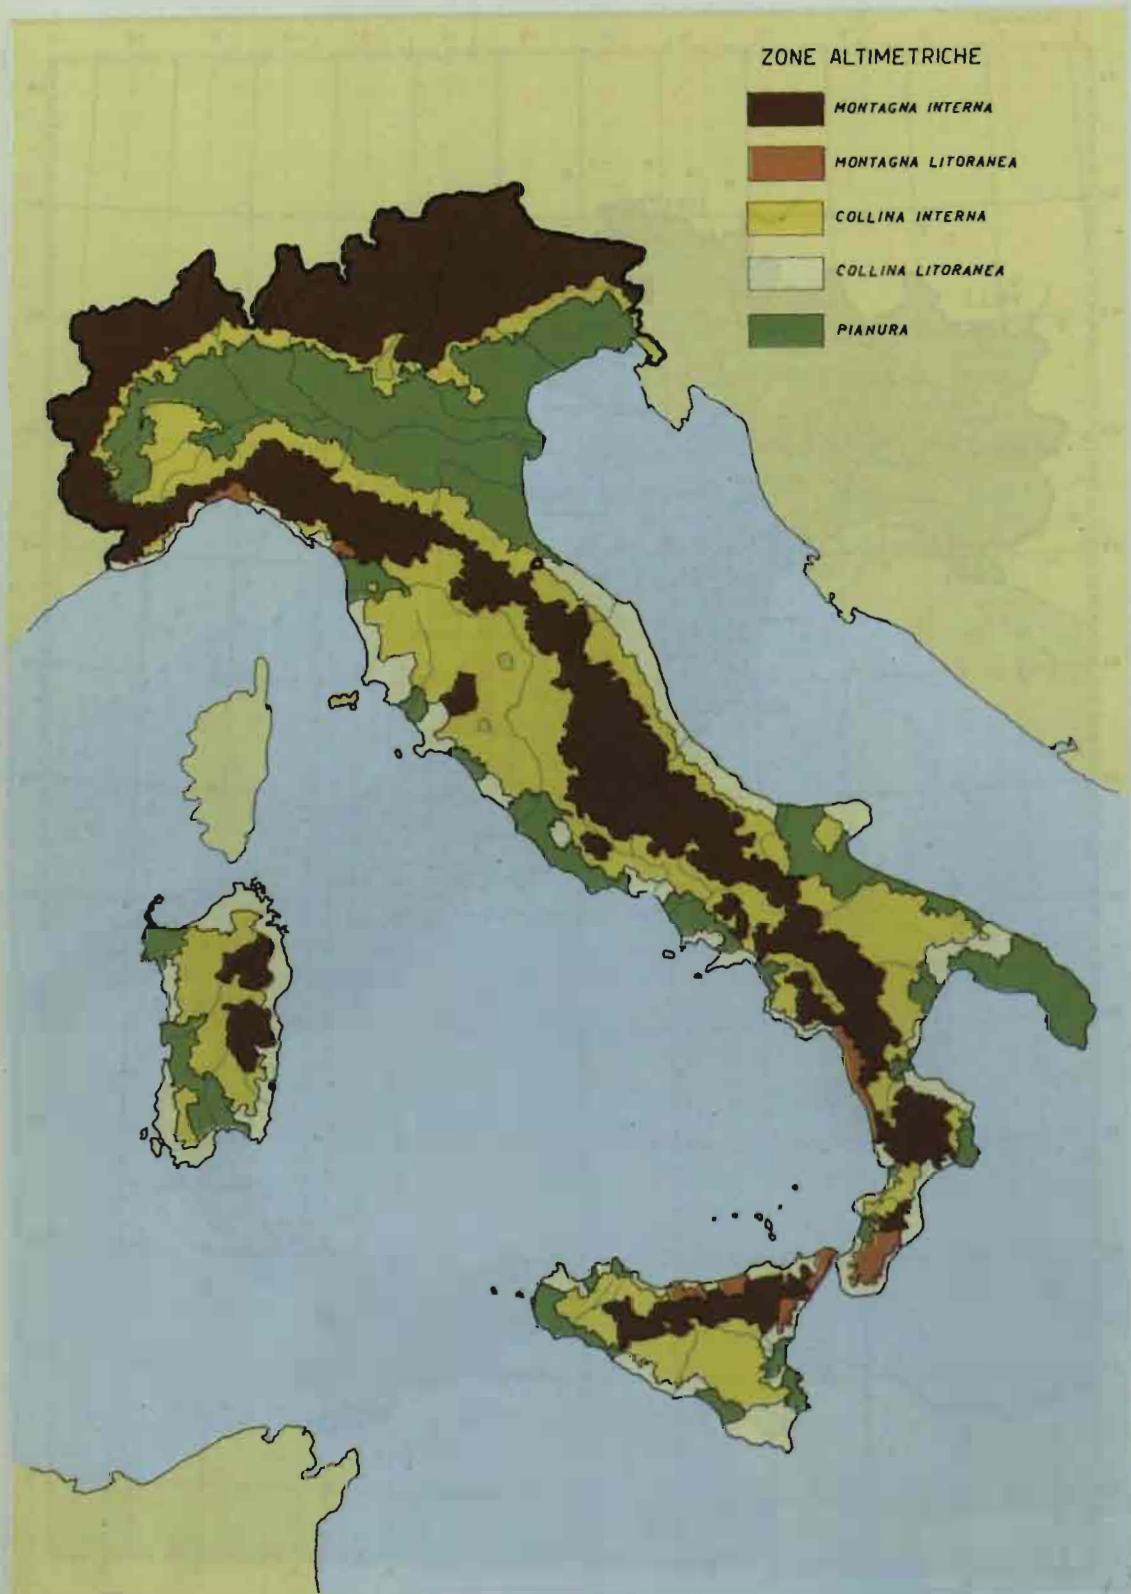 ZONE ALTIMETRICHE
MONTAGNA INTERNA
MONTAGNA LITORANEA
COLLINA INTERNA
COLLINA LITORANEA
PIANURA